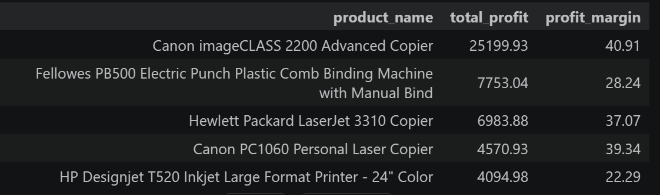 product_name total_profit profit_margin
Canon imageCLASS 2200 Advanced Copier 25199.93 40.91
Fellowes PB500 Electric Punch Plastic Comb Binding Machine
with Manual Bind 7753.04 28.24
Hewlett Packard LaserJet 3310 Copier 6983.88 37.07
Canon PC1060 Personal Laser Copier 4570.93 39.34
HP Designjet T520 Inkjet Large Format Printer - 24" Color 4094.98 22.29